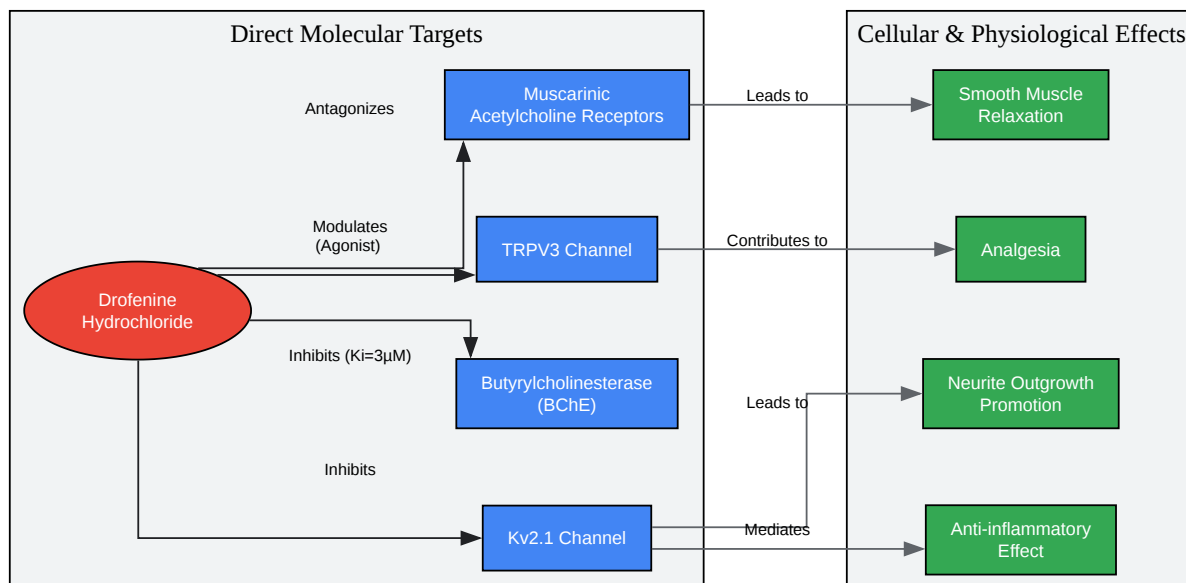 Direct Molecular Targets
Cellular & Physiological Effects
Antagonizes
Muscarinic
Acetylcholine Receptors
Leads to
Smooth Muscle
Relaxation
Modulates
(Agonist)
TRPV3 Channel
Contributes to
Analgesia
Drofenine
Hydrochloride
Inhibits (Ki=3µM)
Butyrylcholinesterase
(BChE)
Leads to
Neurite Outgrowth
Promotion
Inhibits
Kv2.1 Channel
Mediates
Anti-inflammatory
Effect